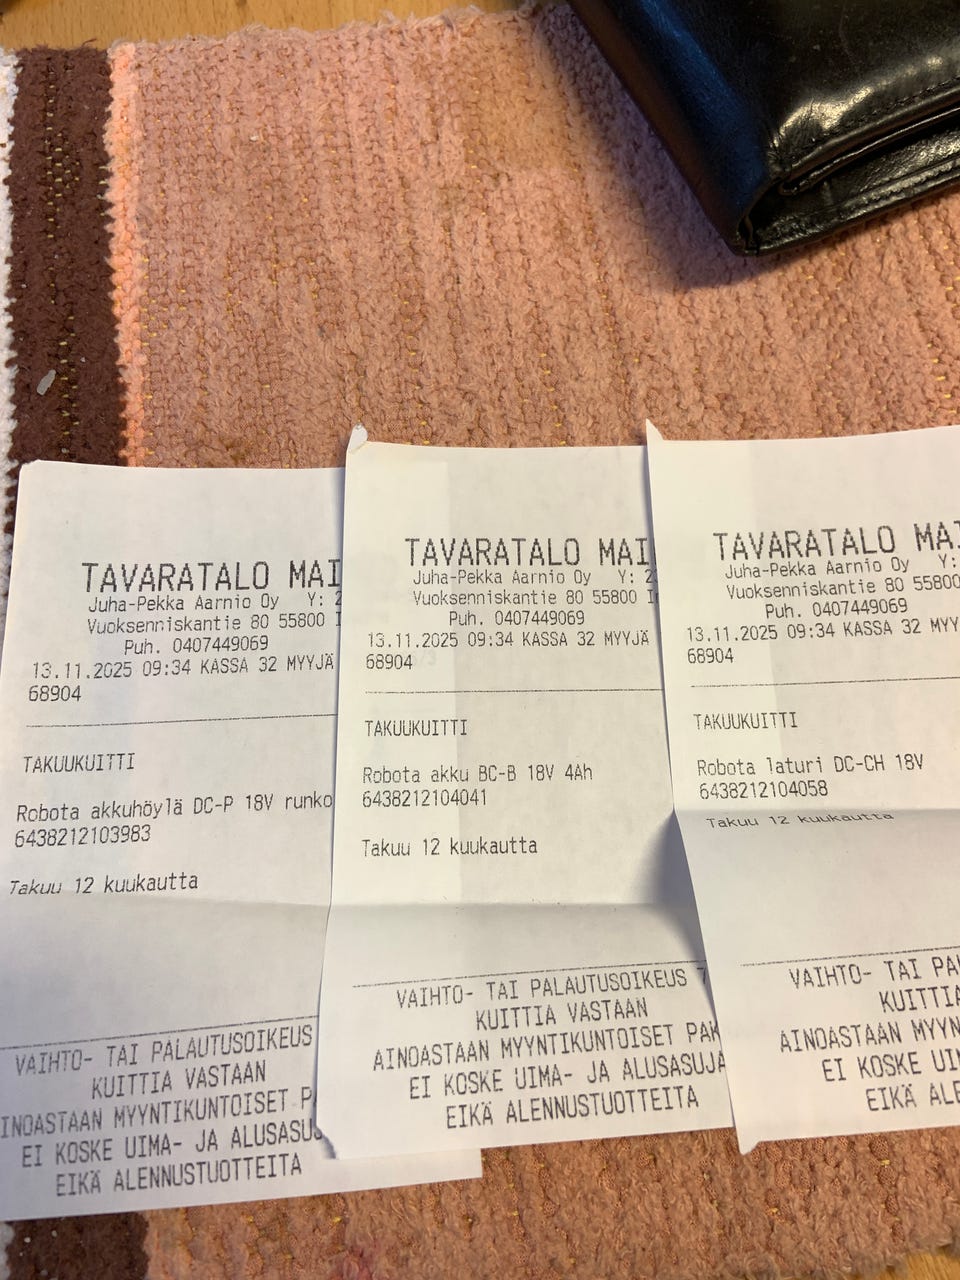 TAVARATALO MAI
Juha-Pekka Aarnio Oy Y: 2
Vuoksenniskantie 80 55800 I
Puh. 0407449069
13.11.2025 09:34 KASSA 32 MYYJÄ
68904
TAKUUKUITTI
Robota akkuhöylä DC-P 18V runko
6438212103983
Takuu 12 kuukautta
VAIHTO- TAI PALAUTUSOIKEUS
KUITTIA VASTAAN
INOASTAAN MYYNTIKUNTOISET P
EI KOSKE UIMA- JA ALUSASU
EIKÄ ALENNUSTUOTTEITA
TAVARATALO MAI
Juha-Pekka Aarnio Oy Y: 2
Vuoksenniskantie 80 55800 I
Puh. 0407449069
13.11.2025 09:34 KASSA 32 MYYJÄ
68904
TAKUUKUITTI
Robota akku BC-B 18V 4Ah
6438212104041
Takuu 12 kuukautta
VAIHTO- TAI PALAUTUSOIKEUS 7
KUITTIA VASTAAN
AINOASTAAN MYYNTIKUNTOISET PAK
EI KOSKE UIMA- JA ALUSASUJA
EIKÄ ALENNUSTUOTTEITA
TAVARATALO MAI
Juha-Pekka Aarnio Oy Y:
Vuoksenniskantie 80 55800
Puh. 0407449069
13.11.2025 09:34 KASSA 32 MYY
68904
TAKUUKUITTI
Robota laturi DC-CH 18V
6438212104058
Takuu 12 kuukautta
VAIHTO- TAI PA
KUITTIA
AINOASTAAN MYYN
EI KOSKE UIM
EIKÄ ALE